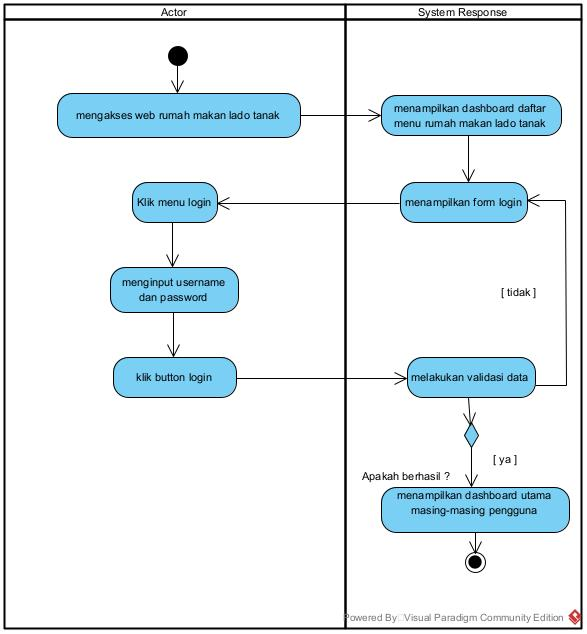 Actor
System Response
mengakses web rumah makan lado tanak
menampilkan dashboard daftar
menu rumah makan lado tanak
Klik menu login
menampilkan form login
menginput username
dan password
[ tidak ]
klik button login
melakukan validasi data
[ ya ]
Apakah berhasil ?
menampilkan dashboard utama
masing-masing pengguna
Powered By Visual Paradigm Community Edition